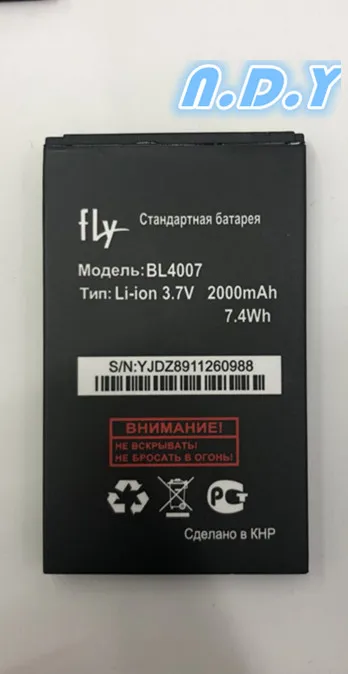 n.D.Y
fly Стандартная батарея
Модель:BL4007
Тип: Li-ion 3.7V 2000mAh
7.4Wh
S/N:YJDZ8911260988
ВНИМАНИЕ!
НЕ ВСКРЫВАТЬ!
НЕ БРОСАТЬ В ОГОНЬ!
РСТ
Сделано в КНР